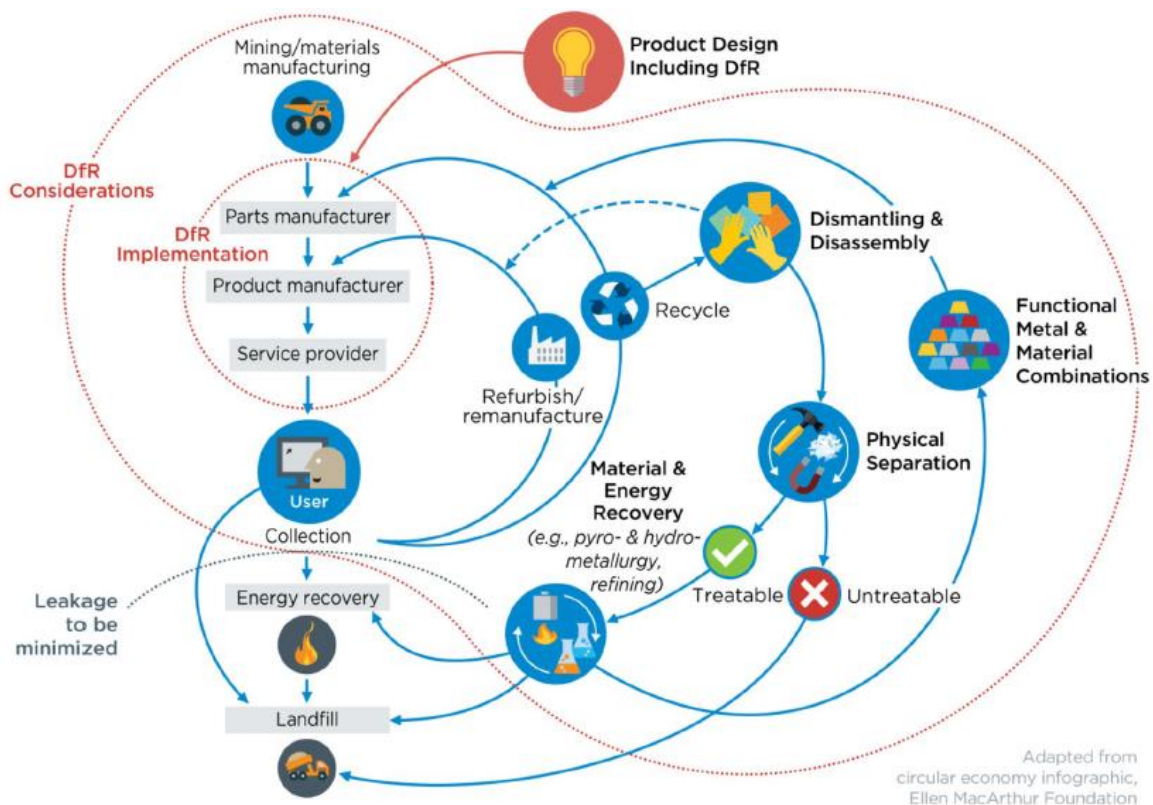 Mining/materials
manufacturing
Product Design
Including DfR
DfR
Considerations
Parts manufacturer
DfR
Implementation
Product manufacturer
Service provider
Dismantling &
Disassembly
Recycle
Refurbish/
remanufacture
Functional
Metal &
Material
Combinations
User
Collection
Physical
Separation
Material &
Energy
Recovery
(e.g., pyro- & hydro-
metallurgy,
refining)
Treatable
Untreatable
Leakage
to be
minimized
Energy recovery
Landfill
Adapted from
circular economy infographic,
Ellen MacArthur Foundation